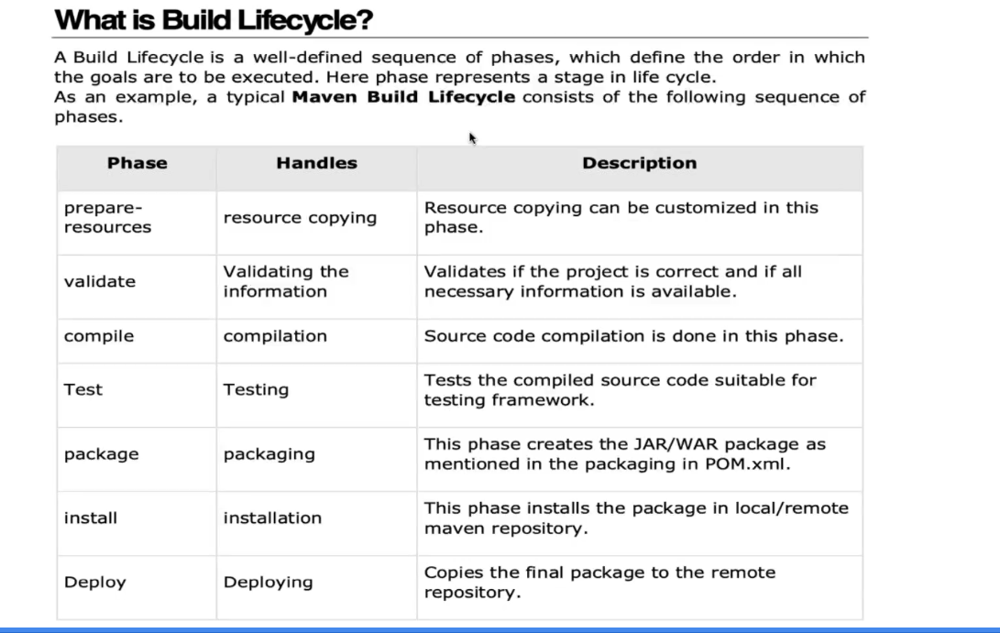 What is Build Lifecycle?
A Build Lifecycle is a well-defined sequence of phases, which define the order in which
the goals are to be executed. Here phase represents a stage in life cycle.
As an example, a typical Maven Build Lifecycle consists of the following sequence of
phases.
Phase Handles Description
prepare-
resources
resource copying
Resource copying can be customized in this
phase.
validate
Validating the
information
Validates if the project is correct and if all
necessary information is available.
compile compilation Source code compilation is done in this phase.
Test Testing
Tests the compiled source code suitable for
testing framework.
package packaging
This phase creates the JAR/WAR package as
mentioned in the packaging in POM.xml.
install installation
This phase installs the package in local/remote
maven repository.
Deploy Deploying
Copies the final package to the remote
repository.